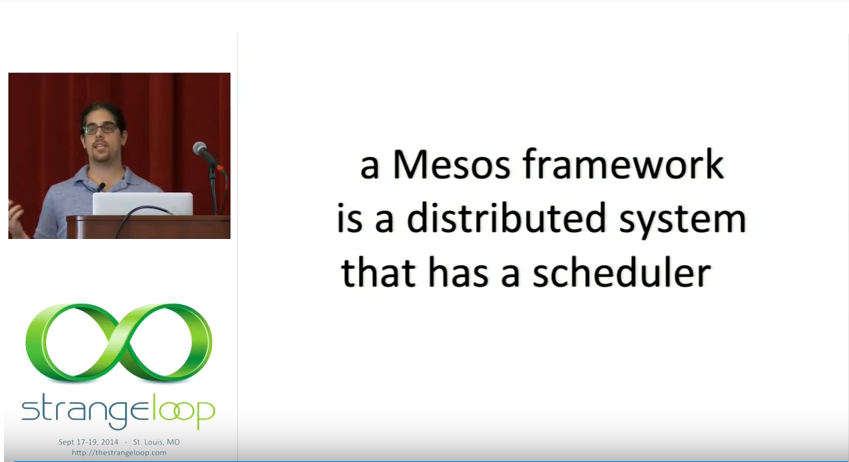 a Mesos framework
is a distributed system
that has a scheduler
strangeloop
Sept 17-19, 2014 - St. Louis, MO
http://thestrangeloop.com